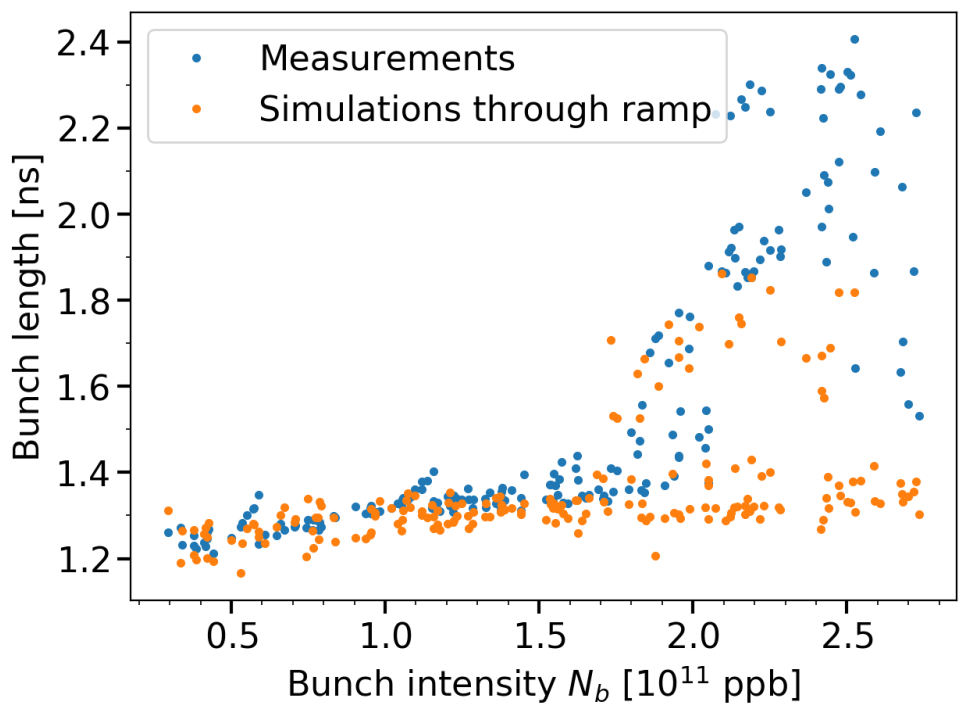 Measurements
Simulations through ramp
2.4
2.2
2.0
1.8
1.6
1.4
1.2
Bunch length [ns]
0.5 1.0 1.5 2.0 2.5
Bunch intensity N_b [10^11 ppb]